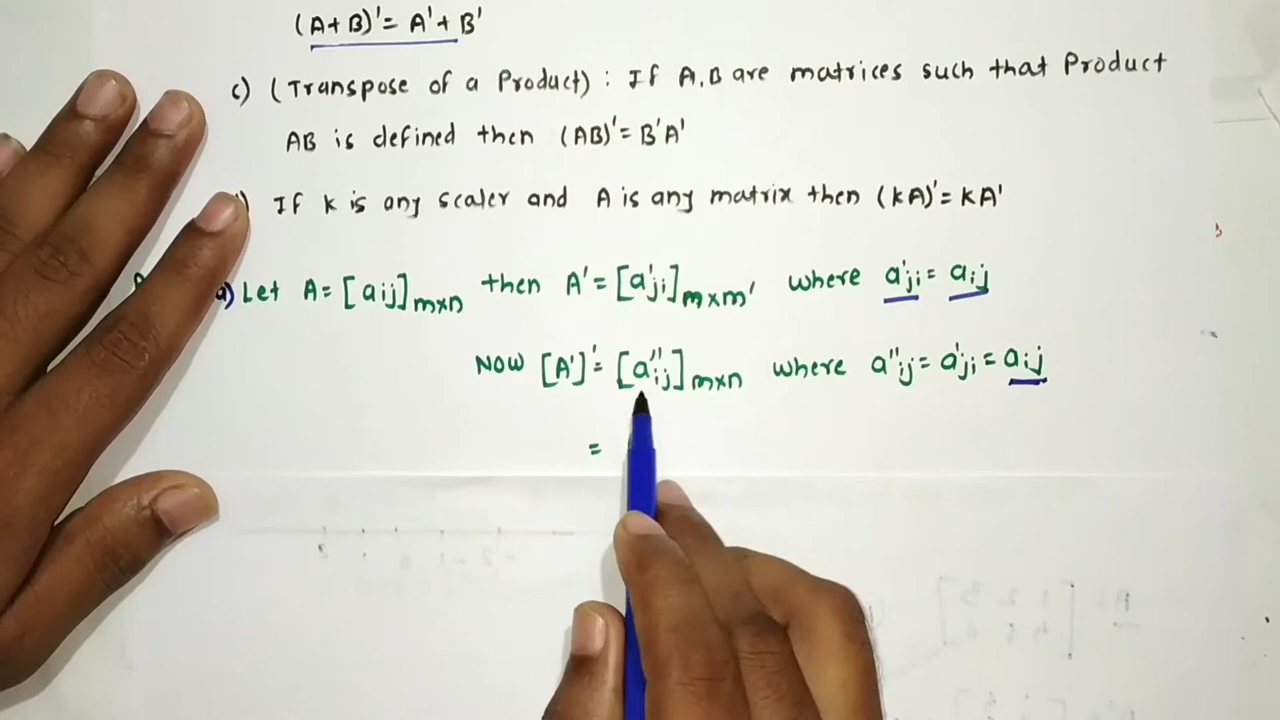 (A+B)' = A' + B'
c) (Transpose of a Product) : If A,B are matrices such that Product
AB is defined then (AB)' = B'A'
) If k is any scaler and A is any matrix then (kA)' = KA'
a) Let A = [aij]m×n then A' = [a'ji]m×m' where a'ji = aij
Now [A']' = [a''ij]m×n where a''ij = a'ji = aij
=